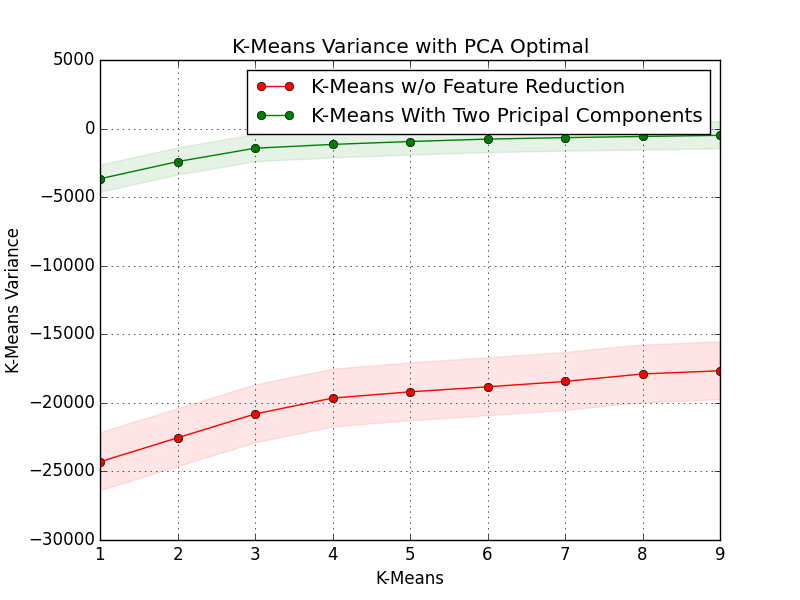 K-Means Variance with PCA Optimal
K-Means w/o Feature Reduction
K-Means With Two Pricipal Components
5000
0
−5000
−10000
−15000
−20000
−25000
−30000
K-Means Variance
1 2 3 4 5 6 7 8 9
K-Means